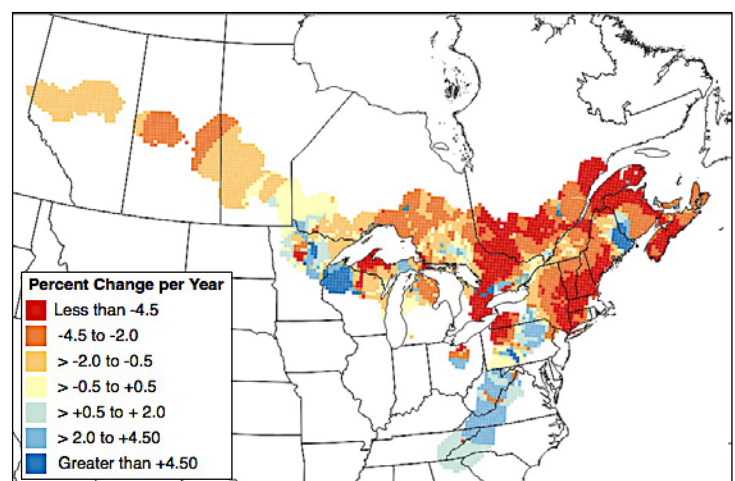 Percent Change per Year
Less than -4.5
-4.5 to -2.0
> -2.0 to -0.5
> -0.5 to +0.5
> +0.5 to + 2.0
> 2.0 to +4.50
Greater than +4.50